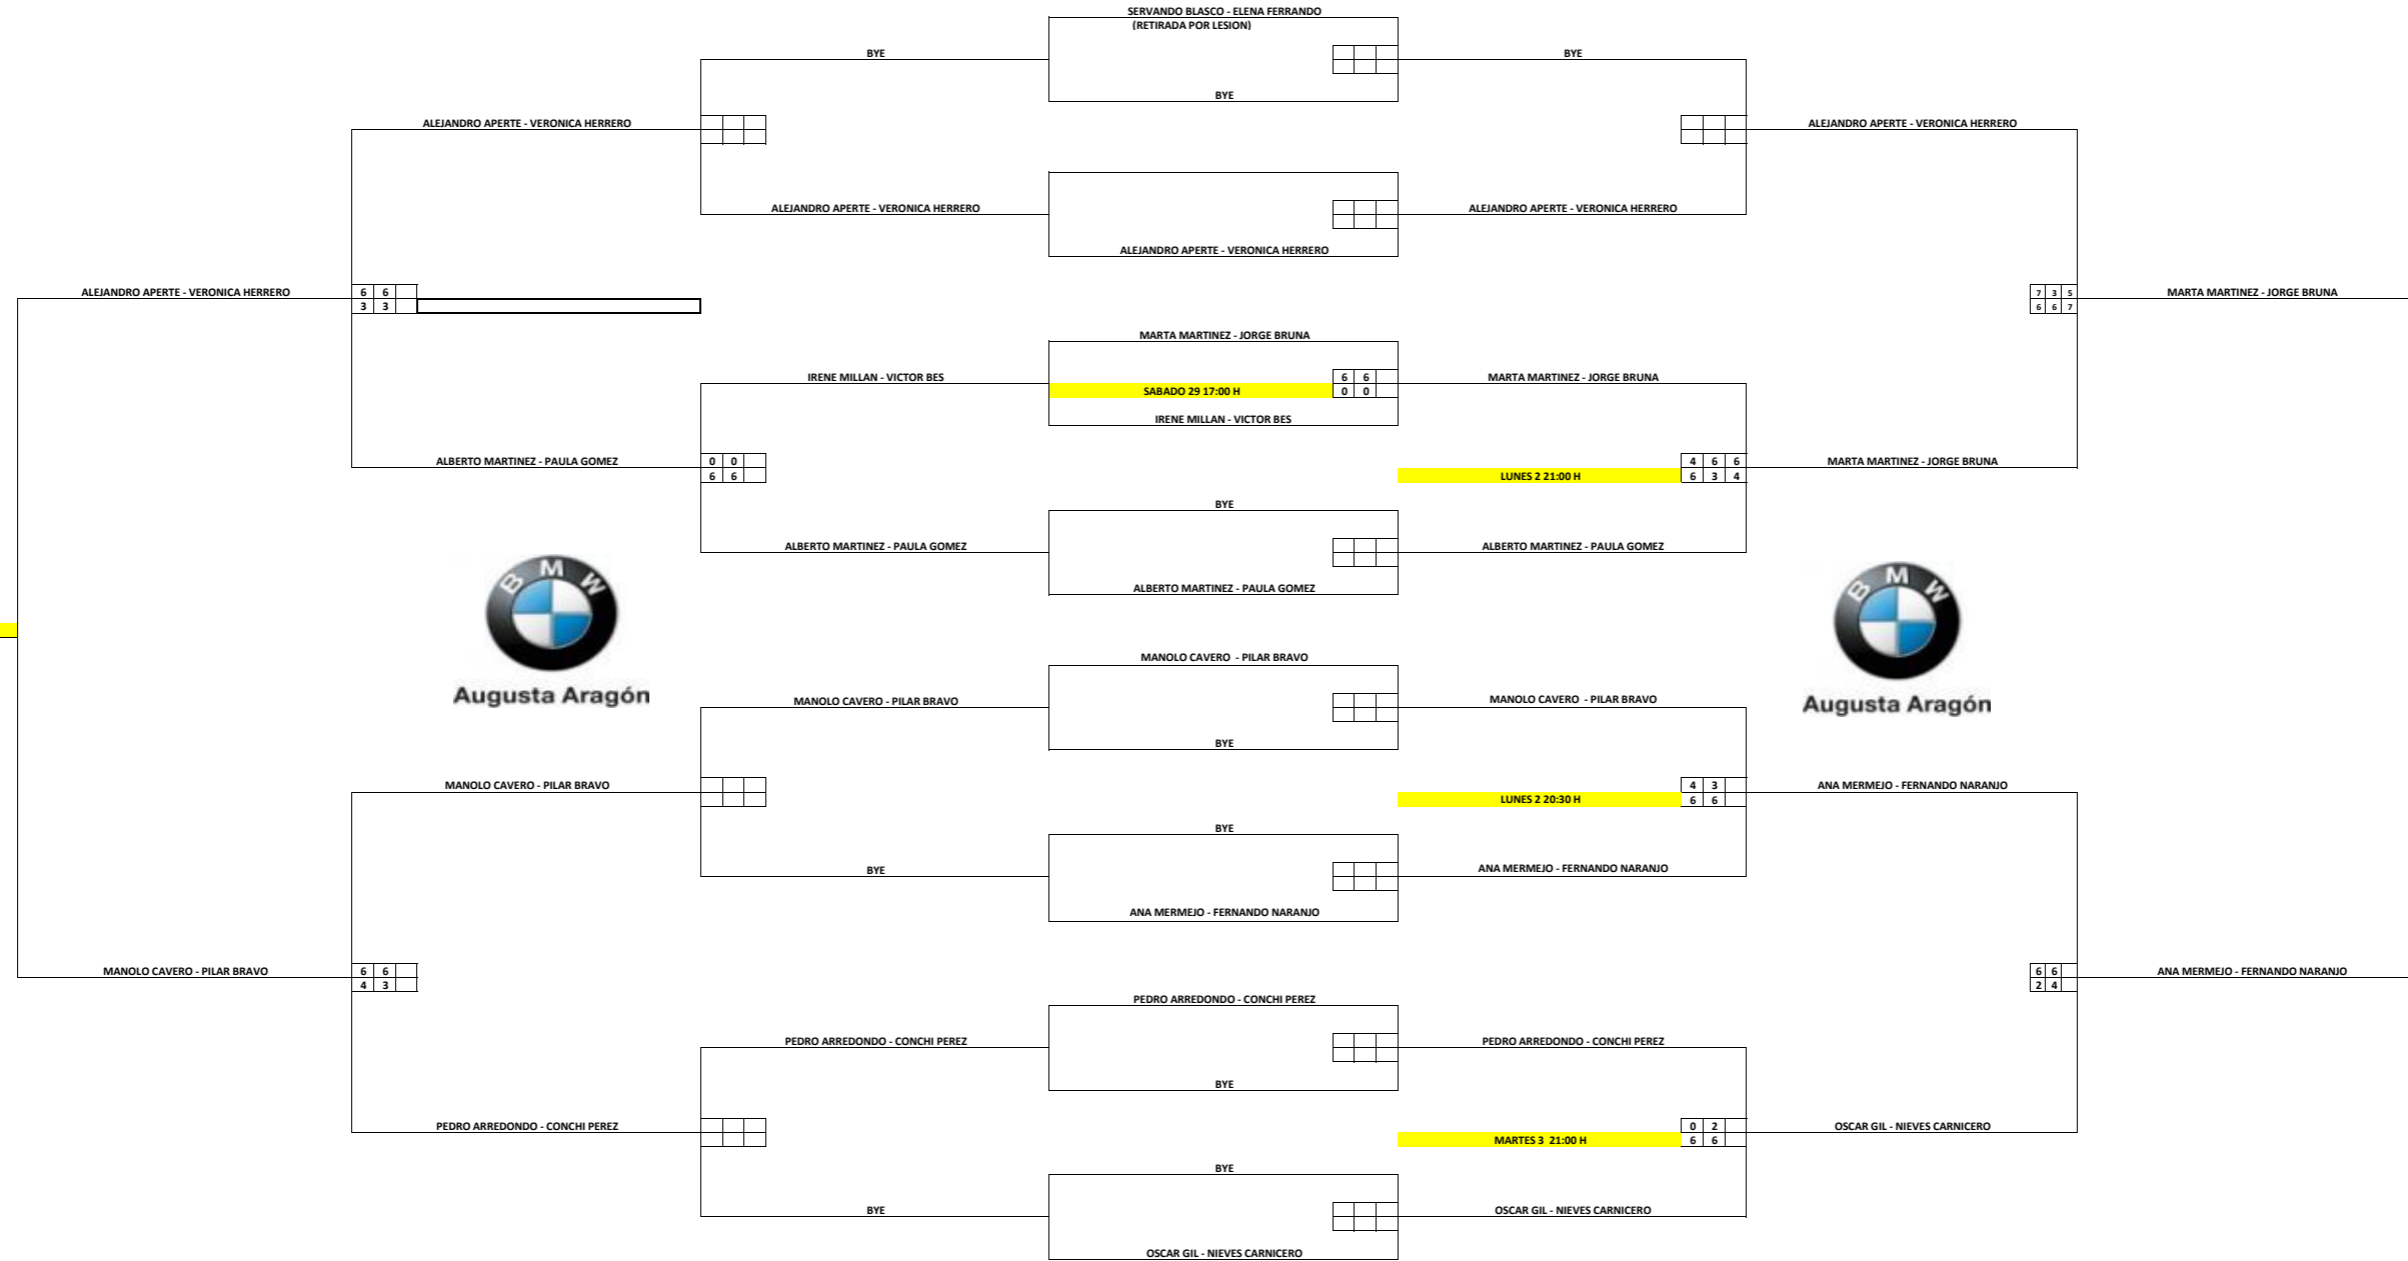 SERVANDO BLASCO - ELENA FERRANDO
(RETIRADA POR LESION)
BYE
BYE
BYE
ALEJANDRO APERTE - VERONICA HERRERO
ALEJANDRO APERTE - VERONICA HERRERO
ALEJANDRO APERTE - VERONICA HERRERO
ALEJANDRO APERTE - VERONICA HERRERO
ALEJANDRO APERTE - VERONICA HERRERO
ALEJANDRO APERTE - VERONICA HERRERO
6 6
3 3
7 3 5
6 6 7
MARTA MARTINEZ - JORGE BRUNA
MARTA MARTINEZ - JORGE BRUNA
IRENE MILLAN - VICTOR BES
6 6
MARTA MARTINEZ - JORGE BRUNA
SABADO 29 17:00 H
0 0
IRENE MILLAN - VICTOR BES
ALBERTO MARTINEZ - PAULA GOMEZ
0 0
6 6
4 6 6
MARTA MARTINEZ - JORGE BRUNA
LUNES 2 21:00 H
6 3 4
BYE
ALBERTO MARTINEZ - PAULA GOMEZ
ALBERTO MARTINEZ - PAULA GOMEZ
ALBERTO MARTINEZ - PAULA GOMEZ
BMW
Augusta Aragón
BMW
Augusta Aragón
MANOLO CAVERO - PILAR BRAVO
MANOLO CAVERO - PILAR BRAVO
MANOLO CAVERO - PILAR BRAVO
BYE
MANOLO CAVERO - PILAR BRAVO
4 3
ANA MERMEJO - FERNANDO NARANJO
LUNES 2 20:30 H
6 6
BYE
BYE
ANA MERMEJO - FERNANDO NARANJO
ANA MERMEJO - FERNANDO NARANJO
MANOLO CAVERO - PILAR BRAVO
6 6
4 3
6 6
2 4
ANA MERMEJO - FERNANDO NARANJO
PEDRO ARREDONDO - CONCHI PEREZ
PEDRO ARREDONDO - CONCHI PEREZ
PEDRO ARREDONDO - CONCHI PEREZ
BYE
PEDRO ARREDONDO - CONCHI PEREZ
0 2
OSCAR GIL - NIEVES CARNICERO
MARTES 3 21:00 H
6 6
BYE
BYE
OSCAR GIL - NIEVES CARNICERO
OSCAR GIL - NIEVES CARNICERO